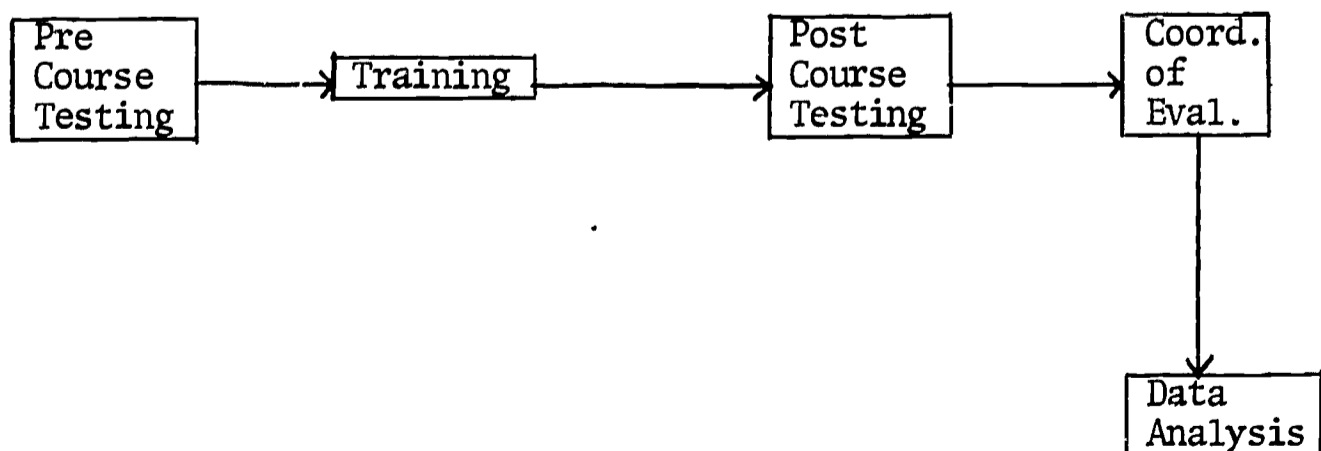 Pre
Course
Testing
Training
Post
Course
Testing
Coord.
of
Eval.
Data
Analysis